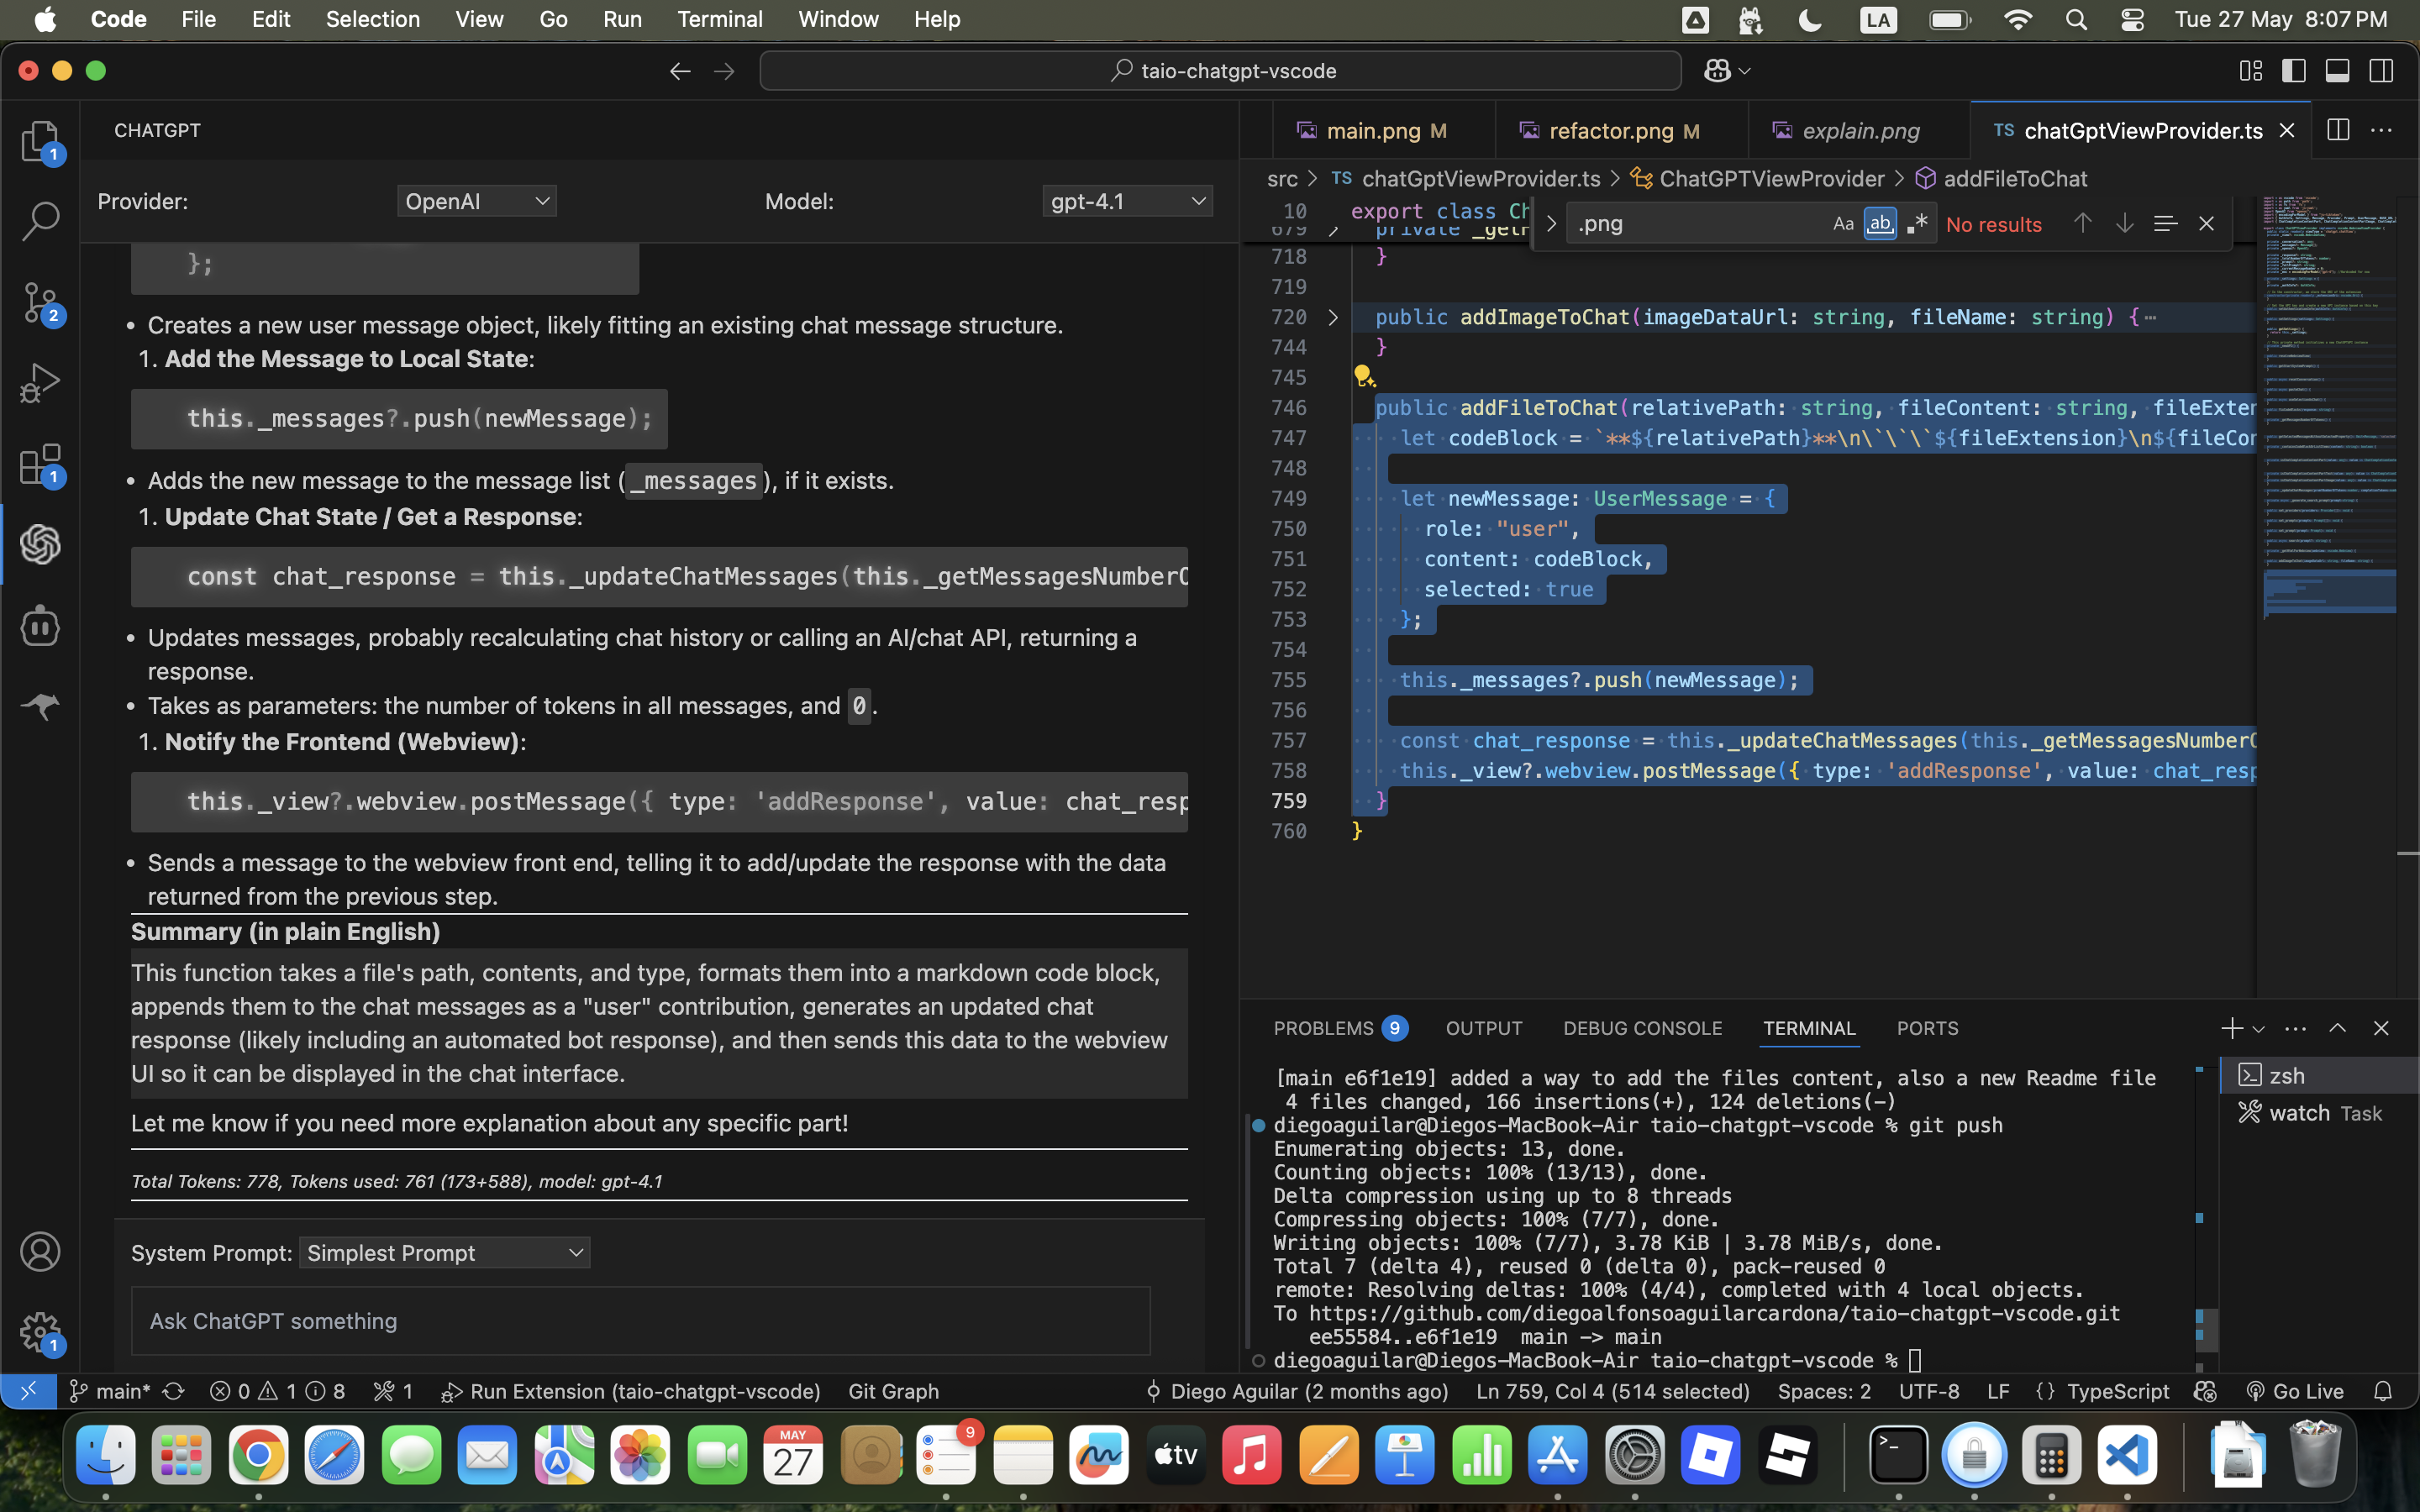 Code File Edit Selection View Go Run Terminal Window Help LA Tue 27 May 8:07 PM
taio-chatgpt-vscode
CHATGPT
Provider: OpenAI Model: gpt-4.1
};
• Creates a new user message object, likely fitting an existing chat message structure.
1. Add the Message to Local State:
this._messages?.push(newMessage);
• Adds the new message to the message list ( _messages ), if it exists.
1. Update Chat State / Get a Response:
const chat_response = this._updateChatMessages(this._getMessagesNumberO
• Updates messages, probably recalculating chat history or calling an AI/chat API, returning a
response.
• Takes as parameters: the number of tokens in all messages, and 0 .
1. Notify the Frontend (Webview):
this._view?.webview.postMessage({ type: 'addResponse', value: chat_resp
• Sends a message to the webview front end, telling it to add/update the response with the data
returned from the previous step.
Summary (in plain English)
This function takes a file's path, contents, and type, formats them into a markdown code block,
appends them to the chat messages as a "user" contribution, generates an updated chat
response (likely including an automated bot response), and then sends this data to the webview
UI so it can be displayed in the chat interface.
Let me know if you need more explanation about any specific part!
Total Tokens: 778, Tokens used: 761 (173+588), model: gpt-4.1
System Prompt: Simplest Prompt
Ask ChatGPT something
1
2
1
1
main.png M refactor.png M explain.png TS chatGptViewProvider.ts
src > TS chatGptViewProvider.ts > ChatGPTViewProvider > addFileToChat
.png Aa ab .* No results
10 export class Ch
679 private _getM
718 }
719
720 public addImageToChat(imageDataUrl: string, fileName: string) {…
744 }
745
746 public addFileToChat(relativePath: string, fileContent: string, fileExten
747 let codeBlock = `**${relativePath}**\n\`\`\`${fileExtension}\n${fileCon
748
749 let newMessage: UserMessage = {
750 role: "user",
751 content: codeBlock,
752 selected: true
753 };
754
755 this._messages?.push(newMessage);
756
757 const chat_response = this._updateChatMessages(this._getMessagesNumberO
758 this._view?.webview.postMessage({ type: 'addResponse', value: chat_resp
759 }
760 }
PROBLEMS 9 OUTPUT DEBUG CONSOLE TERMINAL PORTS
[main e6f1e19] added a way to add the files content, also a new Readme file
4 files changed, 166 insertions(+), 124 deletions(-)
diegoaguilar@Diegos-MacBook-Air taio-chatgpt-vscode % git push
Enumerating objects: 13, done.
Counting objects: 100% (13/13), done.
Delta compression using up to 8 threads
Compressing objects: 100% (7/7), done.
Writing objects: 100% (7/7), 3.78 KiB | 3.78 MiB/s, done.
Total 7 (delta 4), reused 0 (delta 0), pack-reused 0
remote: Resolving deltas: 100% (4/4), completed with 4 local objects.
To https://github.com/diegoalfonsoaguilarcardona/taio-chatgpt-vscode.git
ee55584..e6f1e19 main -> main
diegoaguilar@Diegos-MacBook-Air taio-chatgpt-vscode %
zsh
watch Task
main* 0 1 8 1 Run Extension (taio-chatgpt-vscode) Git Graph Diego Aguilar (2 months ago) Ln 759, Col 4 (514 selected) Spaces: 2 UTF-8 LF {} TypeScript Go Live
MAY
27
9
tv